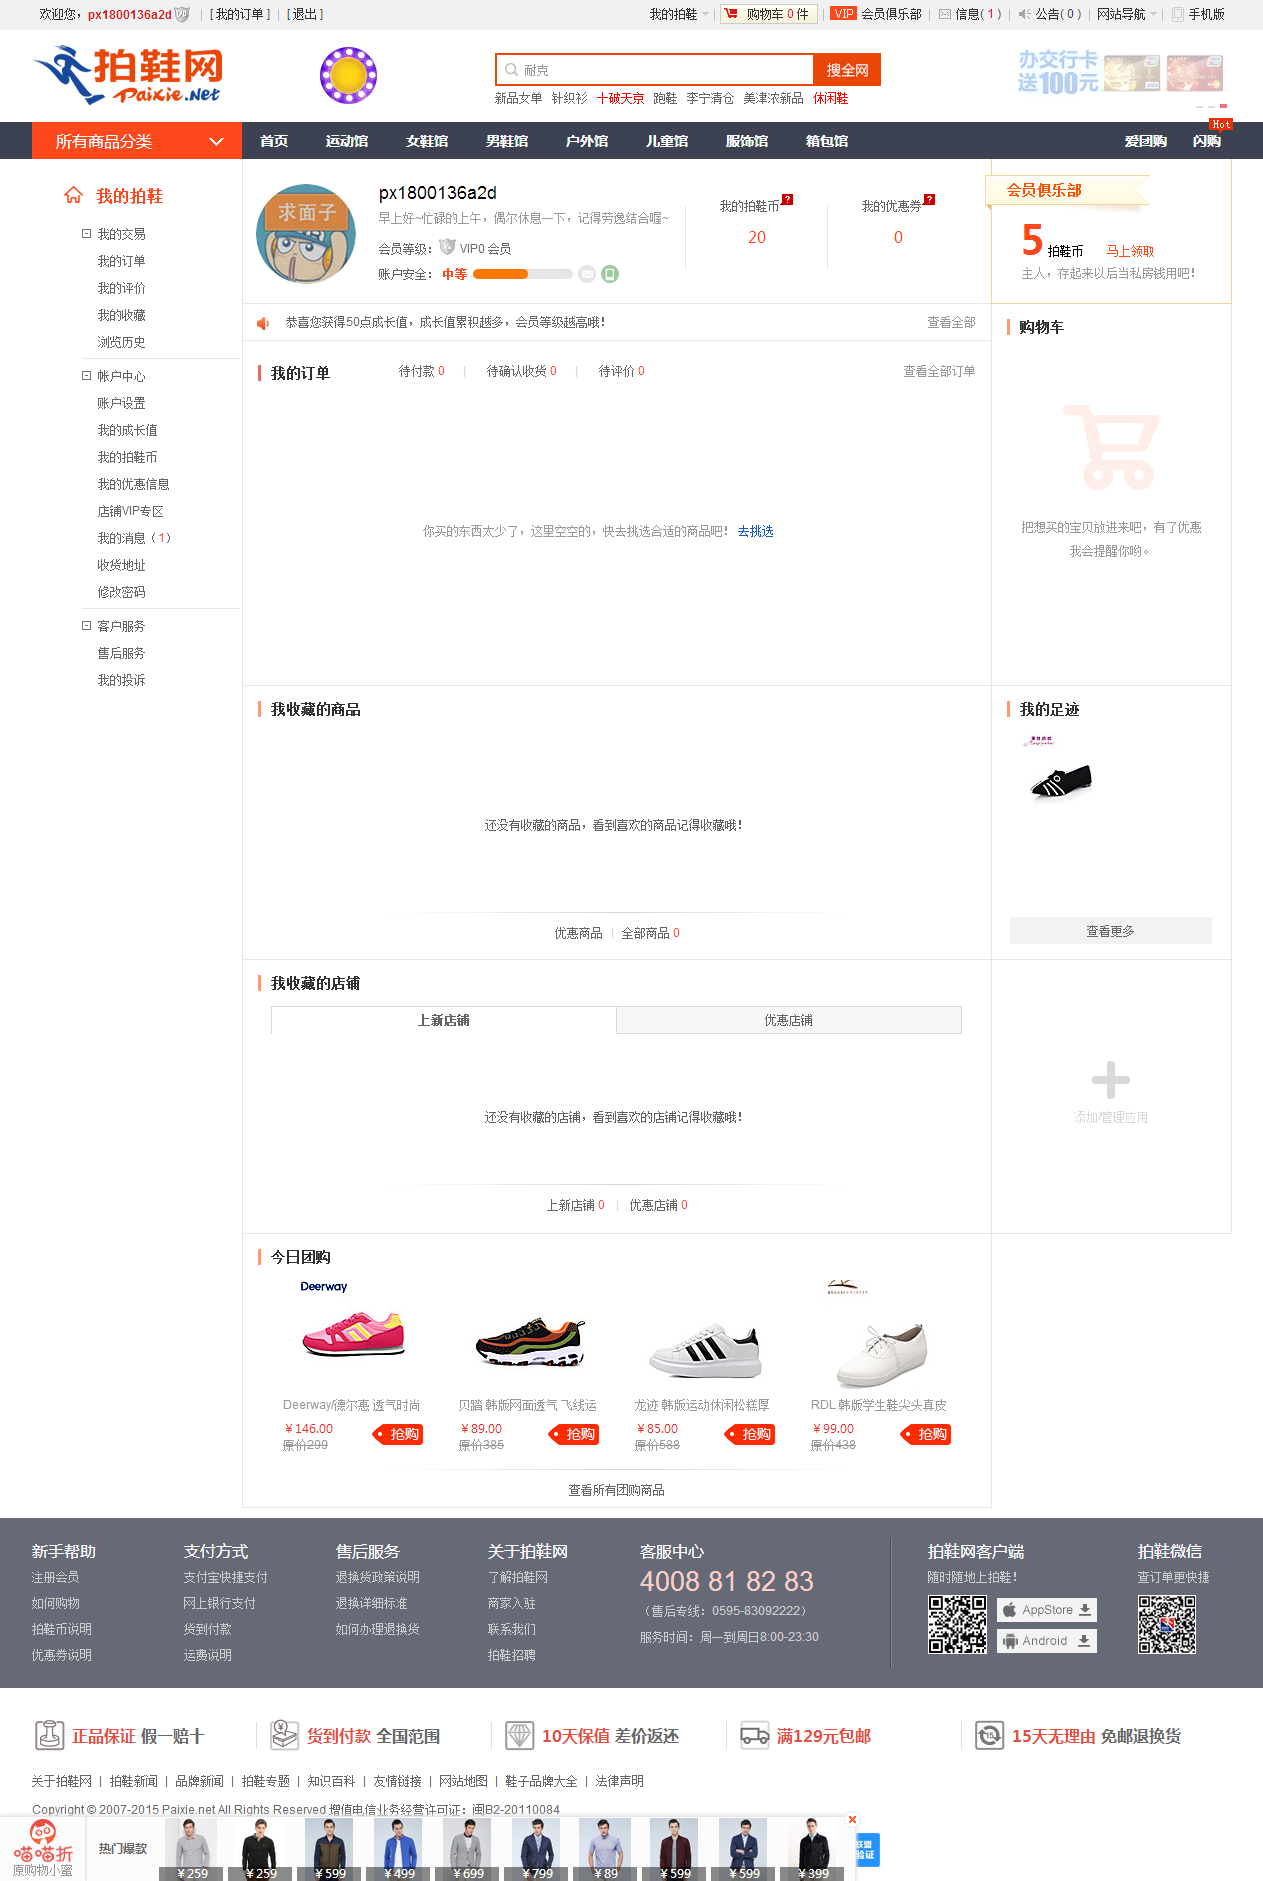 欢迎您，px1800136a2d VIP | [ 我的订单 ] | [ 退出 ]
我的拍鞋 | 购物车 0 件 | VIP 会员俱乐部 | 信息( 1 ) | 公告( 0 ) | 网站导航 | 手机版
拍鞋网
Paixie.Net
耐克
搜全网
新品女单 针织衫 十破天京 跑鞋 李宁清仓 美津浓新品 休闲鞋
办交行卡
送100元
Hot
所有商品分类
首页 运动馆 女鞋馆 男鞋馆 户外馆 儿童馆 服饰馆 箱包馆 爱团购 闪购
我的拍鞋
我的交易
我的订单
我的评价
我的收藏
浏览历史
帐户中心
账户设置
我的成长值
我的拍鞋币
我的优惠信息
店铺VIP专区
我的消息（ 1 ）
收货地址
修改密码
客户服务
售后服务
我的投诉
求面子
px1800136a2d
早上好~忙碌的上午，偶尔休息一下，记得劳逸结合喔~
会员等级： VIP0 会员
账户安全： 中等
我的拍鞋币 ?
20
我的优惠券 ?
0
会员俱乐部
5 拍鞋币 马上领取
主人，存起来以后当私房钱用吧！
恭喜您获得50点成长值，成长值累积越多，会员等级越高哦！
查看全部
我的订单
待付款 0 | 待确认收货 0 | 待评价 0
查看全部订单
你买的东西太少了，这里空空的，快去挑选合适的商品吧！ 去挑选
购物车
把想买的宝贝放进来吧，有了优惠
我会提醒你哟。
我收藏的商品
还没有收藏的商品，看到喜欢的商品记得收藏哦！
优惠商品 | 全部商品 0
我的足迹
查看更多
我收藏的店铺
上新店铺
优惠店铺
还没有收藏的店铺，看到喜欢的店铺记得收藏哦！
上新店铺 0 | 优惠店铺 0
添加/管理应用
今日团购
Deerway
Deerway/德尔惠 透气时尚
￥146.00
原价299
抢购
贝踏 韩版网面透气 飞线运
￥89.00
原价385
抢购
龙迹 韩版运动休闲松糕厚
￥85.00
原价588
抢购
RDL 韩版学生鞋尖头真皮
￥99.00
原价438
抢购
查看所有团购商品
新手帮助
注册会员
如何购物
拍鞋币说明
优惠券说明
支付方式
支付宝快捷支付
网上银行支付
货到付款
运费说明
售后服务
退换货政策说明
退换详细标准
如何办理退换货
关于拍鞋网
了解拍鞋网
商家入驻
联系我们
拍鞋招聘
客服中心
4008 81 82 83
（售后专线：0595-83092222）
服务时间：周一到周日8:00-23:30
拍鞋网客户端
随时随地上拍鞋！
AppStore
Android
拍鞋微信
查订单更快捷
正品保证 假一赔十
货到付款 全国范围
10天保值 差价返还
满129元包邮
15天无理由 免邮退换货
关于拍鞋网 | 拍鞋新闻 | 品牌新闻 | 拍鞋专题 | 知识百科 | 友情链接 | 网站地图 | 鞋子品牌大全 | 法律声明
Copyright © 2007-2015 Paixie.net All Rights Reserved 增值电信业务经营许可证：闽B2-20110084
喵喵折
原购物小蜜
热门爆款
￥259 ￥259 ￥599 ￥499 ￥699 ￥799 ￥89 ￥599 ￥599 ￥399
联盟
验证